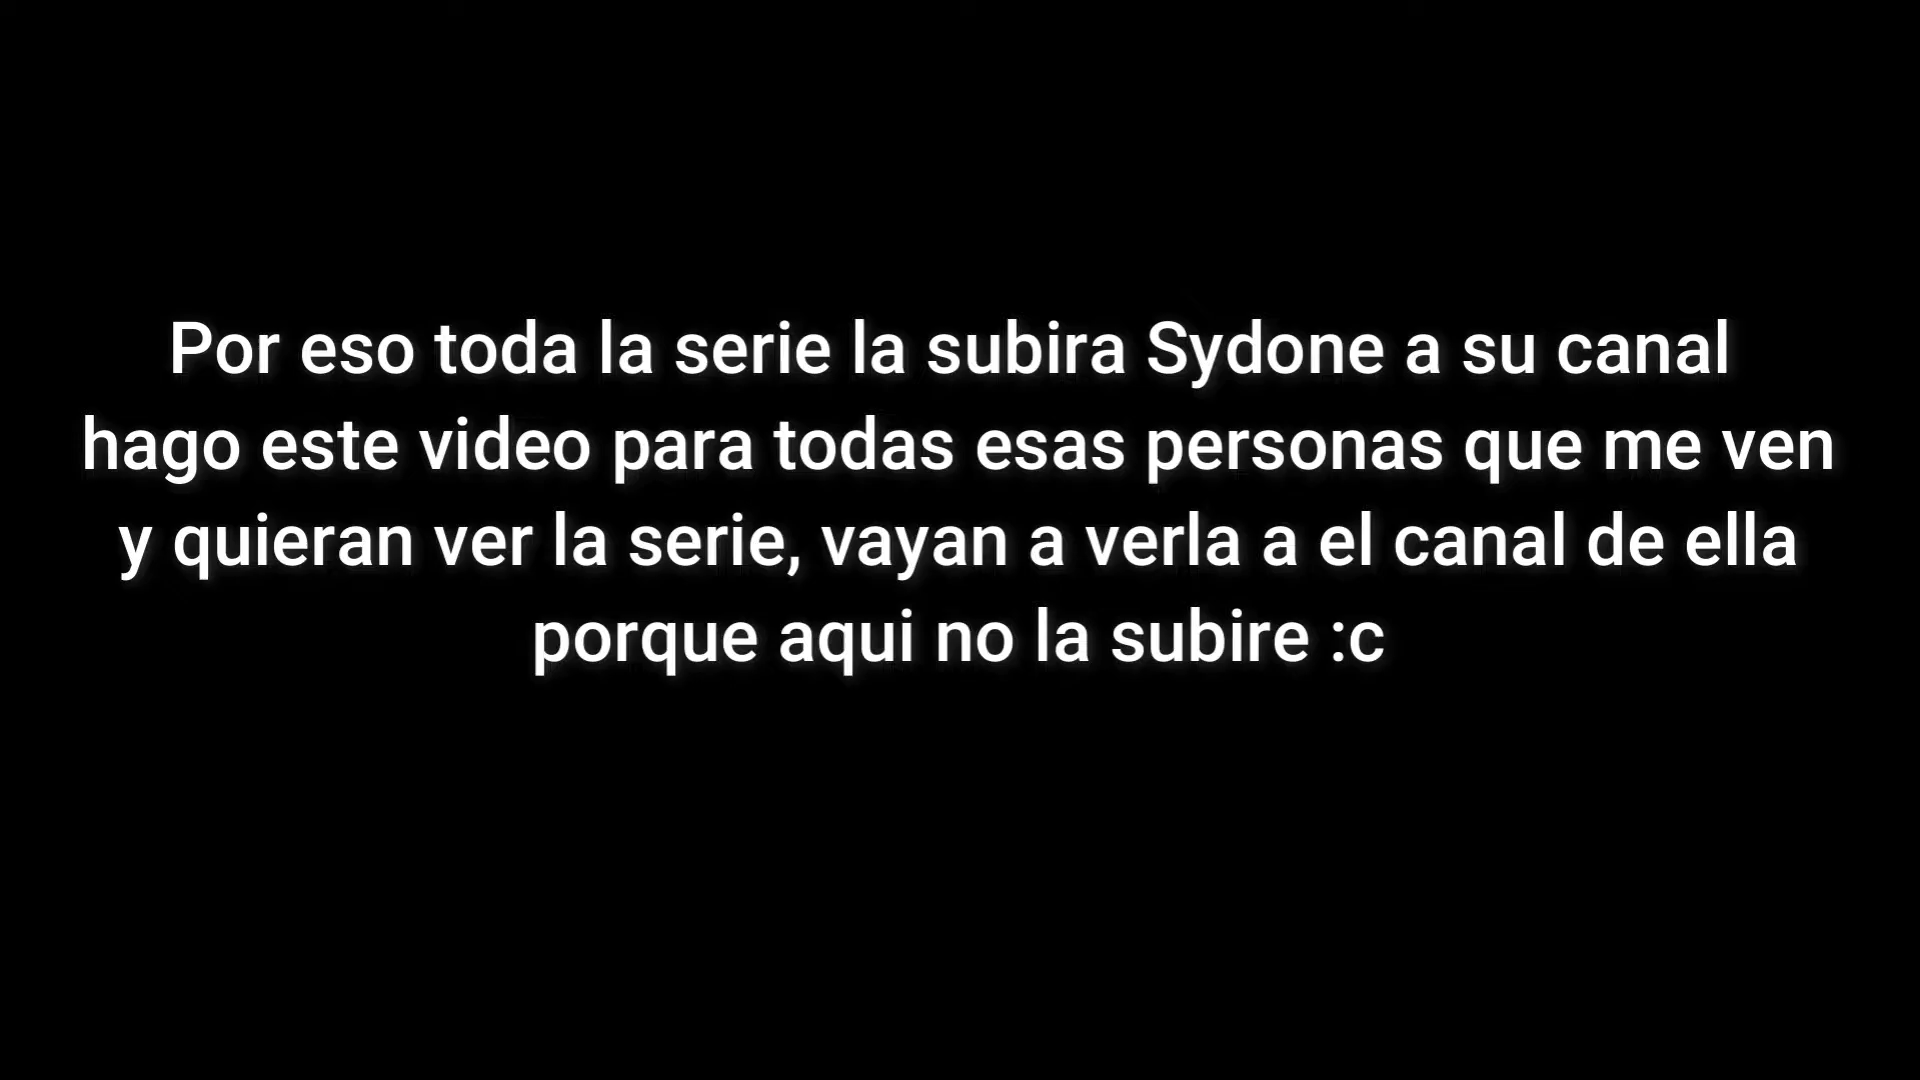 Por eso toda la serie la subira Sydone a su canal
hago este video para todas esas personas que me ven
y quieran ver la serie, vayan a verla a el canal de ella
porque aqui no la subire :c